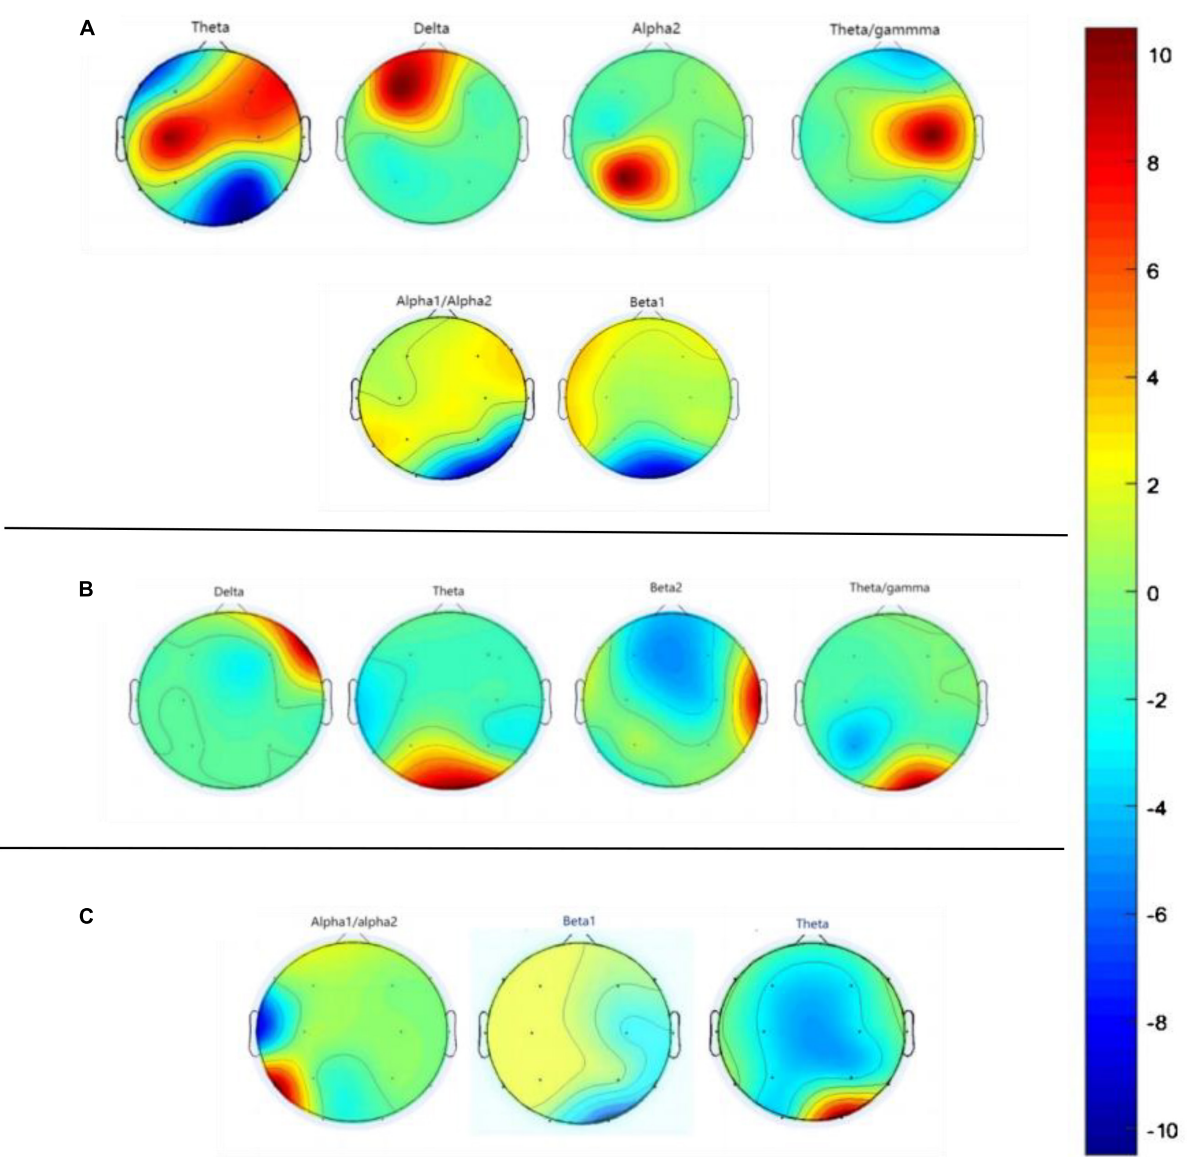 A
Theta
Delta
Alpha2
Theta/gammma
Alpha1/Alpha2
Beta1
B
Delta
Theta
Beta2
Theta/gamma
C
Alpha1/alpha2
Beta1
Theta
10
8
6
4
2
0
-2
-4
-6
-8
-10